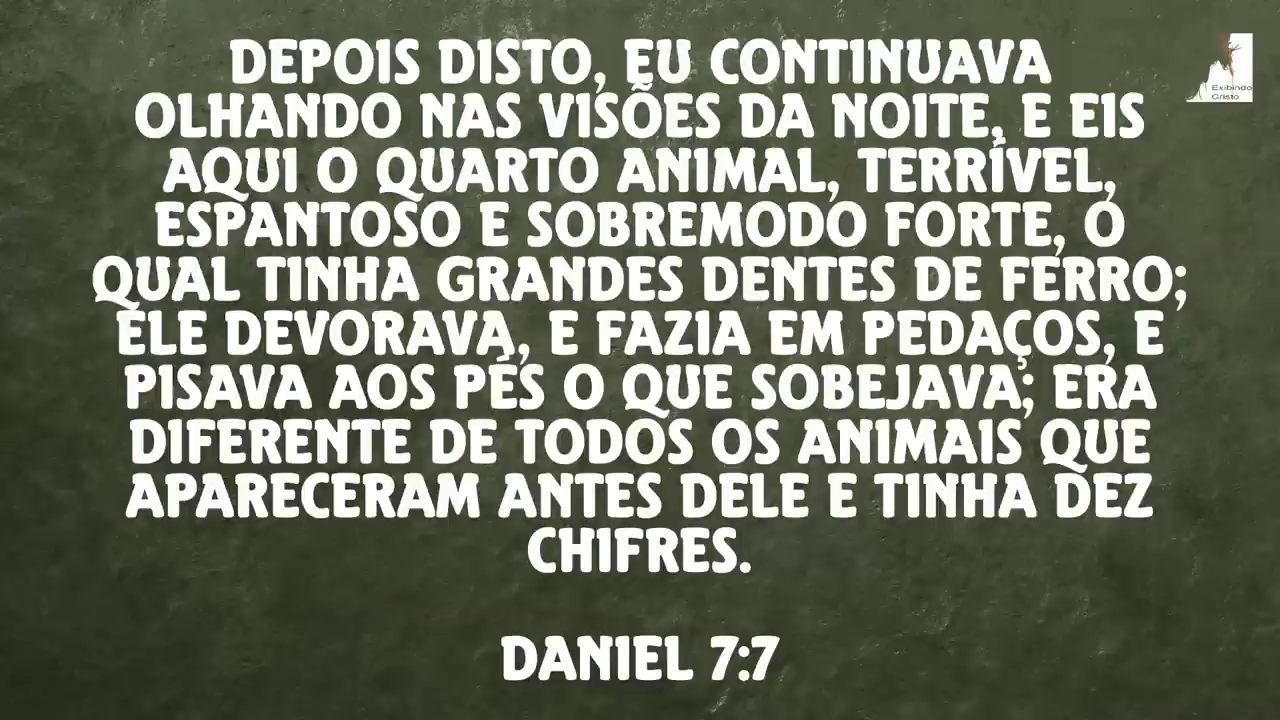 DEPOIS DISTO, EU CONTINUAVA
OLHANDO NAS VISÕES DA NOITE, E EIS
AQUI O QUARTO ANIMAL, TERRÍVEL,
ESPANTOSO E SOBREMODO FORTE, O
QUAL TINHA GRANDES DENTES DE FERRO;
ELE DEVORAVA, E FAZIA EM PEDAÇOS, E
PISAVA AOS PÉS O QUE SOBEJAVA; ERA
DIFERENTE DE TODOS OS ANIMAIS QUE
APARECERAM ANTES DELE E TINHA DEZ
CHIFRES.
DANIEL 7:7
Exibindo
Cristo